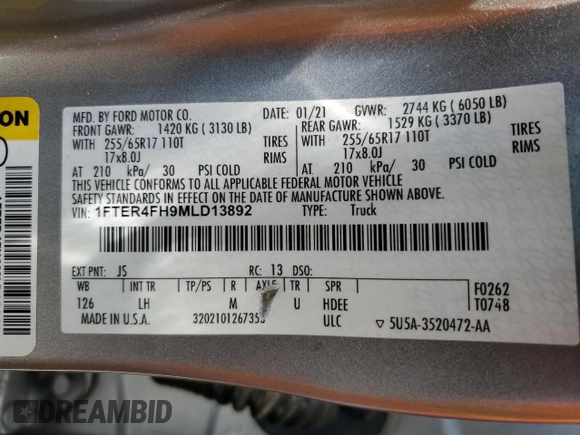 ON
MFD. BY FORD MOTOR CO. 01/21 GVWR: 2744 KG ( 6050 LB)
FRONT GAWR: 1420 KG ( 3130 LB) REAR GAWR: 1529 KG ( 3370 LB)
WITH 255/65R17 110T TIRES WITH 255/65R17 110T TIRES
17x8.0J RIMS 17x8.0J RIMS
AT 210 kPa/ 30 PSI COLD AT 210 kPa/ 30 PSI COLD
THIS VEHICLE CONFORMS TO ALL APPLICABLE FEDERAL MOTOR VEHICLE
SAFETY STANDARDS IN EFFECT ON THE DATE OF MANUFACTURE SHOWN ABOVE.
VIN: 1FTER4FH9MLD13892 TYPE: Truck
EXT PNT: JS RC: 13 DSO:
WB INT TR TP/PS R AXLE TR SPR F0262
126 LH M U HDEE T0748
MADE IN U.S.A. ULC 5U5A-3520472-AA
DREAMBID